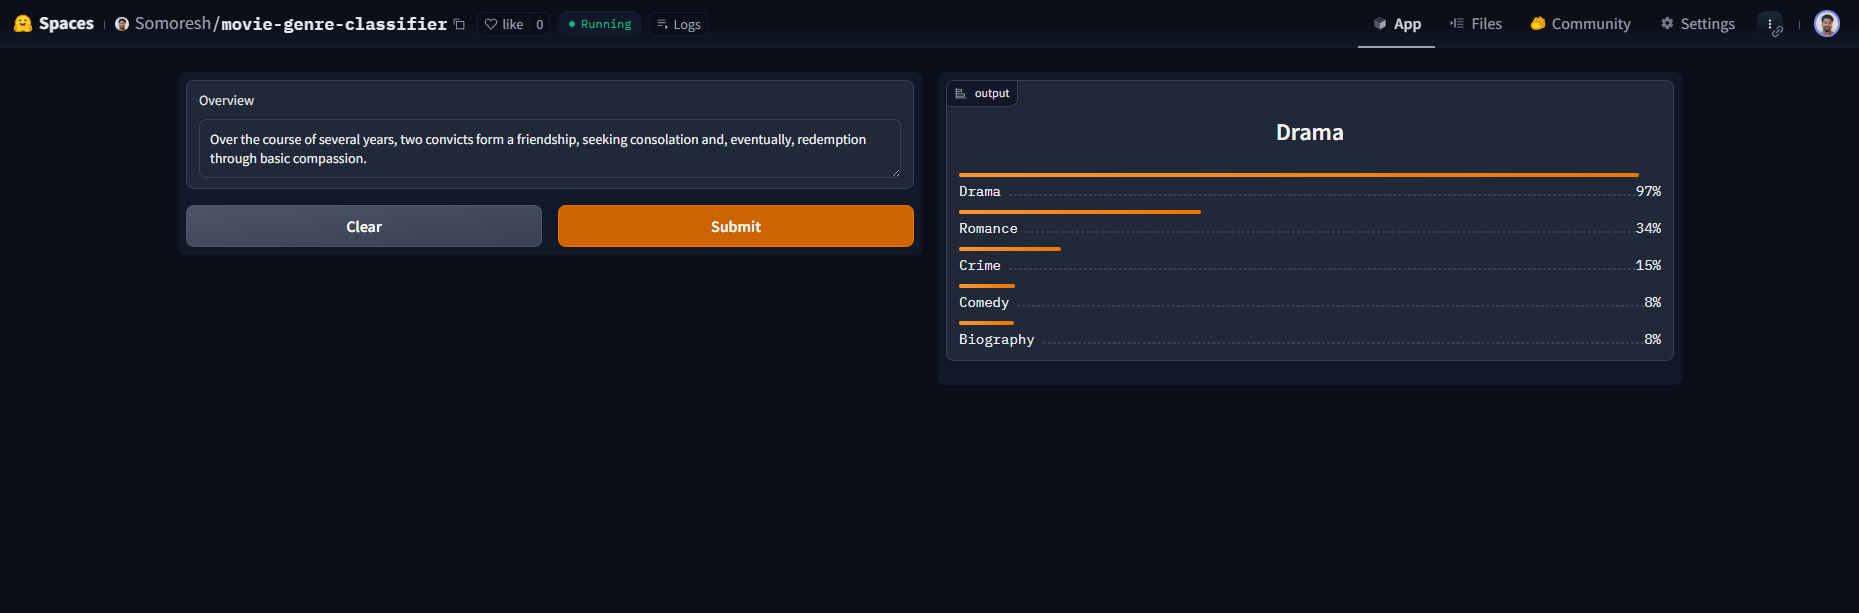 Spaces Somoresh/movie-genre-classifier like 0 Running Logs App Files Community Settings
Overview
Over the course of several years, two convicts form a friendship, seeking consolation and, eventually, redemption
through basic compassion.
Clear Submit
output
Drama
Drama 97%
Romance 34%
Crime 15%
Comedy 8%
Biography 8%